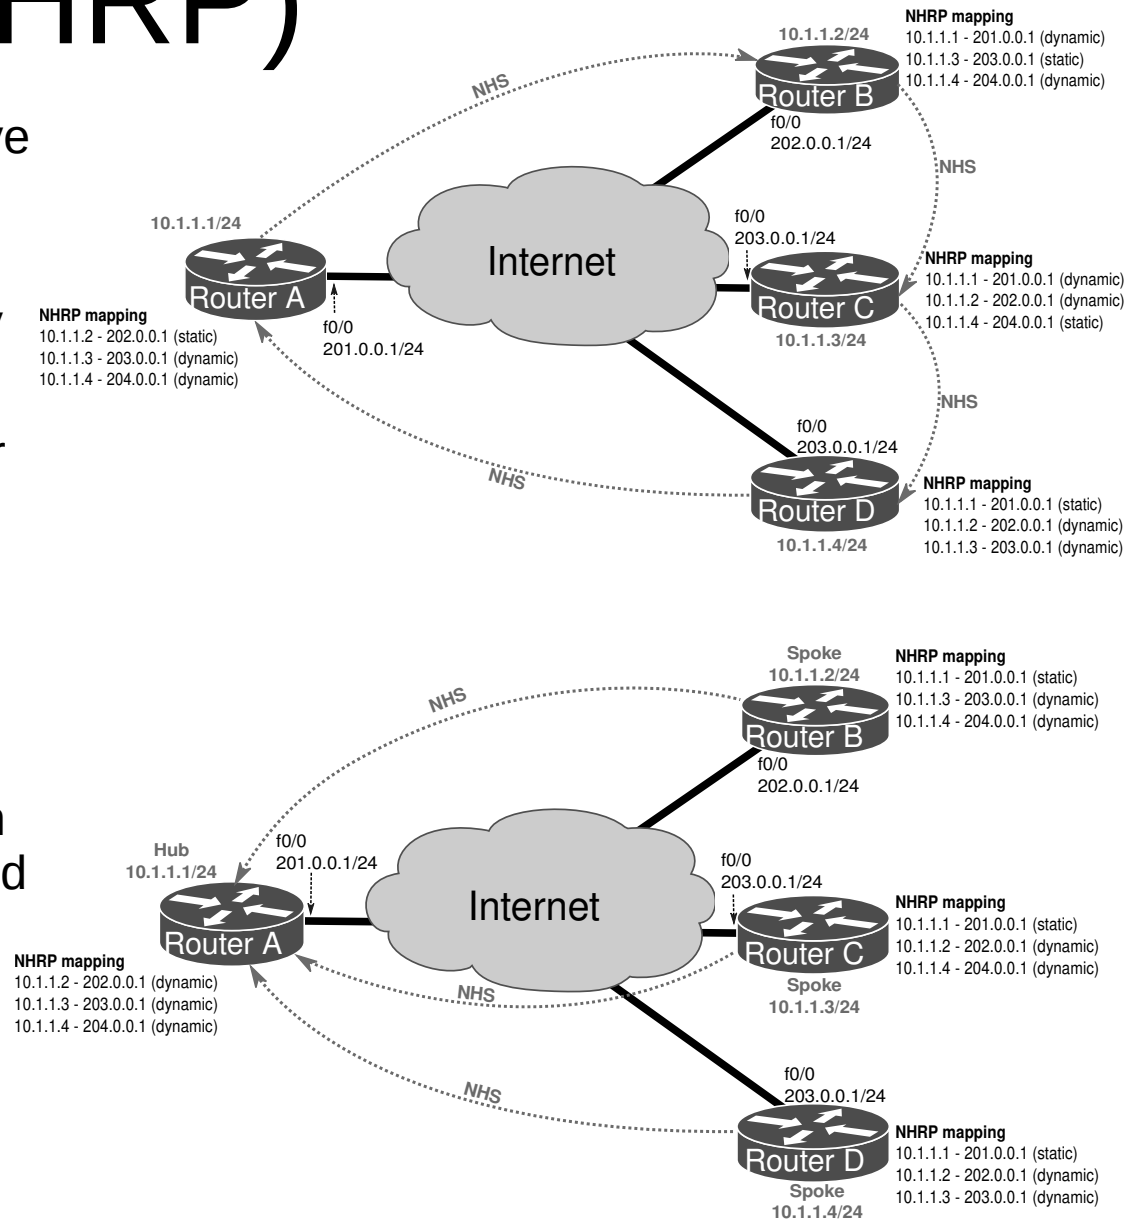 HRP)
ve
y
r
n
d
10.1.1.2/24
NHRP mapping
10.1.1.1 - 201.0.0.1 (dynamic)
10.1.1.3 - 203.0.0.1 (static)
10.1.1.4 - 204.0.0.1 (dynamic)
Router B
f0/0
202.0.0.1/24
NHS
NHS
10.1.1.1/24
Router A
NHRP mapping
10.1.1.2 - 202.0.0.1 (static)
10.1.1.3 - 203.0.0.1 (dynamic)
10.1.1.4 - 204.0.0.1 (dynamic)
f0/0
201.0.0.1/24
Internet
f0/0
203.0.0.1/24
Router C
10.1.1.3/24
NHRP mapping
10.1.1.1 - 201.0.0.1 (dynamic)
10.1.1.2 - 202.0.0.1 (dynamic)
10.1.1.4 - 204.0.0.1 (static)
NHS
NHS
f0/0
203.0.0.1/24
Router D
10.1.1.4/24
NHRP mapping
10.1.1.1 - 201.0.0.1 (static)
10.1.1.2 - 202.0.0.1 (dynamic)
10.1.1.3 - 203.0.0.1 (dynamic)
Spoke
10.1.1.2/24
Router B
NHRP mapping
10.1.1.1 - 201.0.0.1 (static)
10.1.1.3 - 203.0.0.1 (dynamic)
10.1.1.4 - 204.0.0.1 (dynamic)
f0/0
202.0.0.1/24
NHS
Hub
10.1.1.1/24
f0/0
201.0.0.1/24
Router A
NHRP mapping
10.1.1.2 - 202.0.0.1 (dynamic)
10.1.1.3 - 203.0.0.1 (dynamic)
10.1.1.4 - 204.0.0.1 (dynamic)
Internet
f0/0
203.0.0.1/24
Router C
Spoke
10.1.1.3/24
NHRP mapping
10.1.1.1 - 201.0.0.1 (static)
10.1.1.2 - 202.0.0.1 (dynamic)
10.1.1.4 - 204.0.0.1 (dynamic)
NHS
NHS
f0/0
203.0.0.1/24
Router D
Spoke
10.1.1.4/24
NHRP mapping
10.1.1.1 - 201.0.0.1 (static)
10.1.1.2 - 202.0.0.1 (dynamic)
10.1.1.3 - 203.0.0.1 (dynamic)